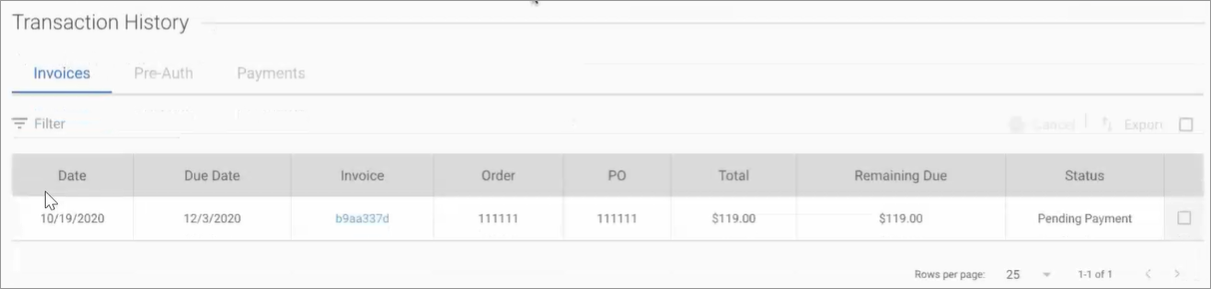 Transaction History
Invoices Pre-Auth Payments
Filter Cancel Export
Date Due Date Invoice Order PO Total Remaining Due Status
10/19/2020 12/3/2020 b9aa337d 111111 111111 $119.00 $119.00 Pending Payment
Rows per page: 25 1-1 of 1